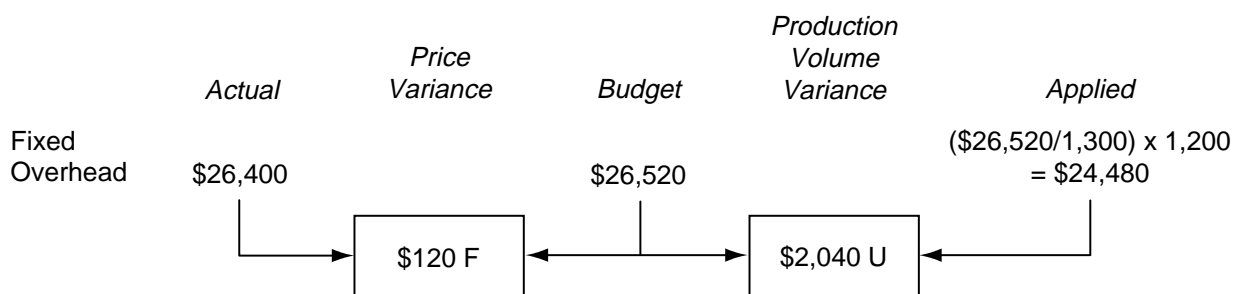 Production
Price Volume
Actual Variance Budget Variance Applied
Fixed ($26,520/1,300) x 1,200
Overhead $26,400 $26,520 = $24,480
$120 F $2,040 U